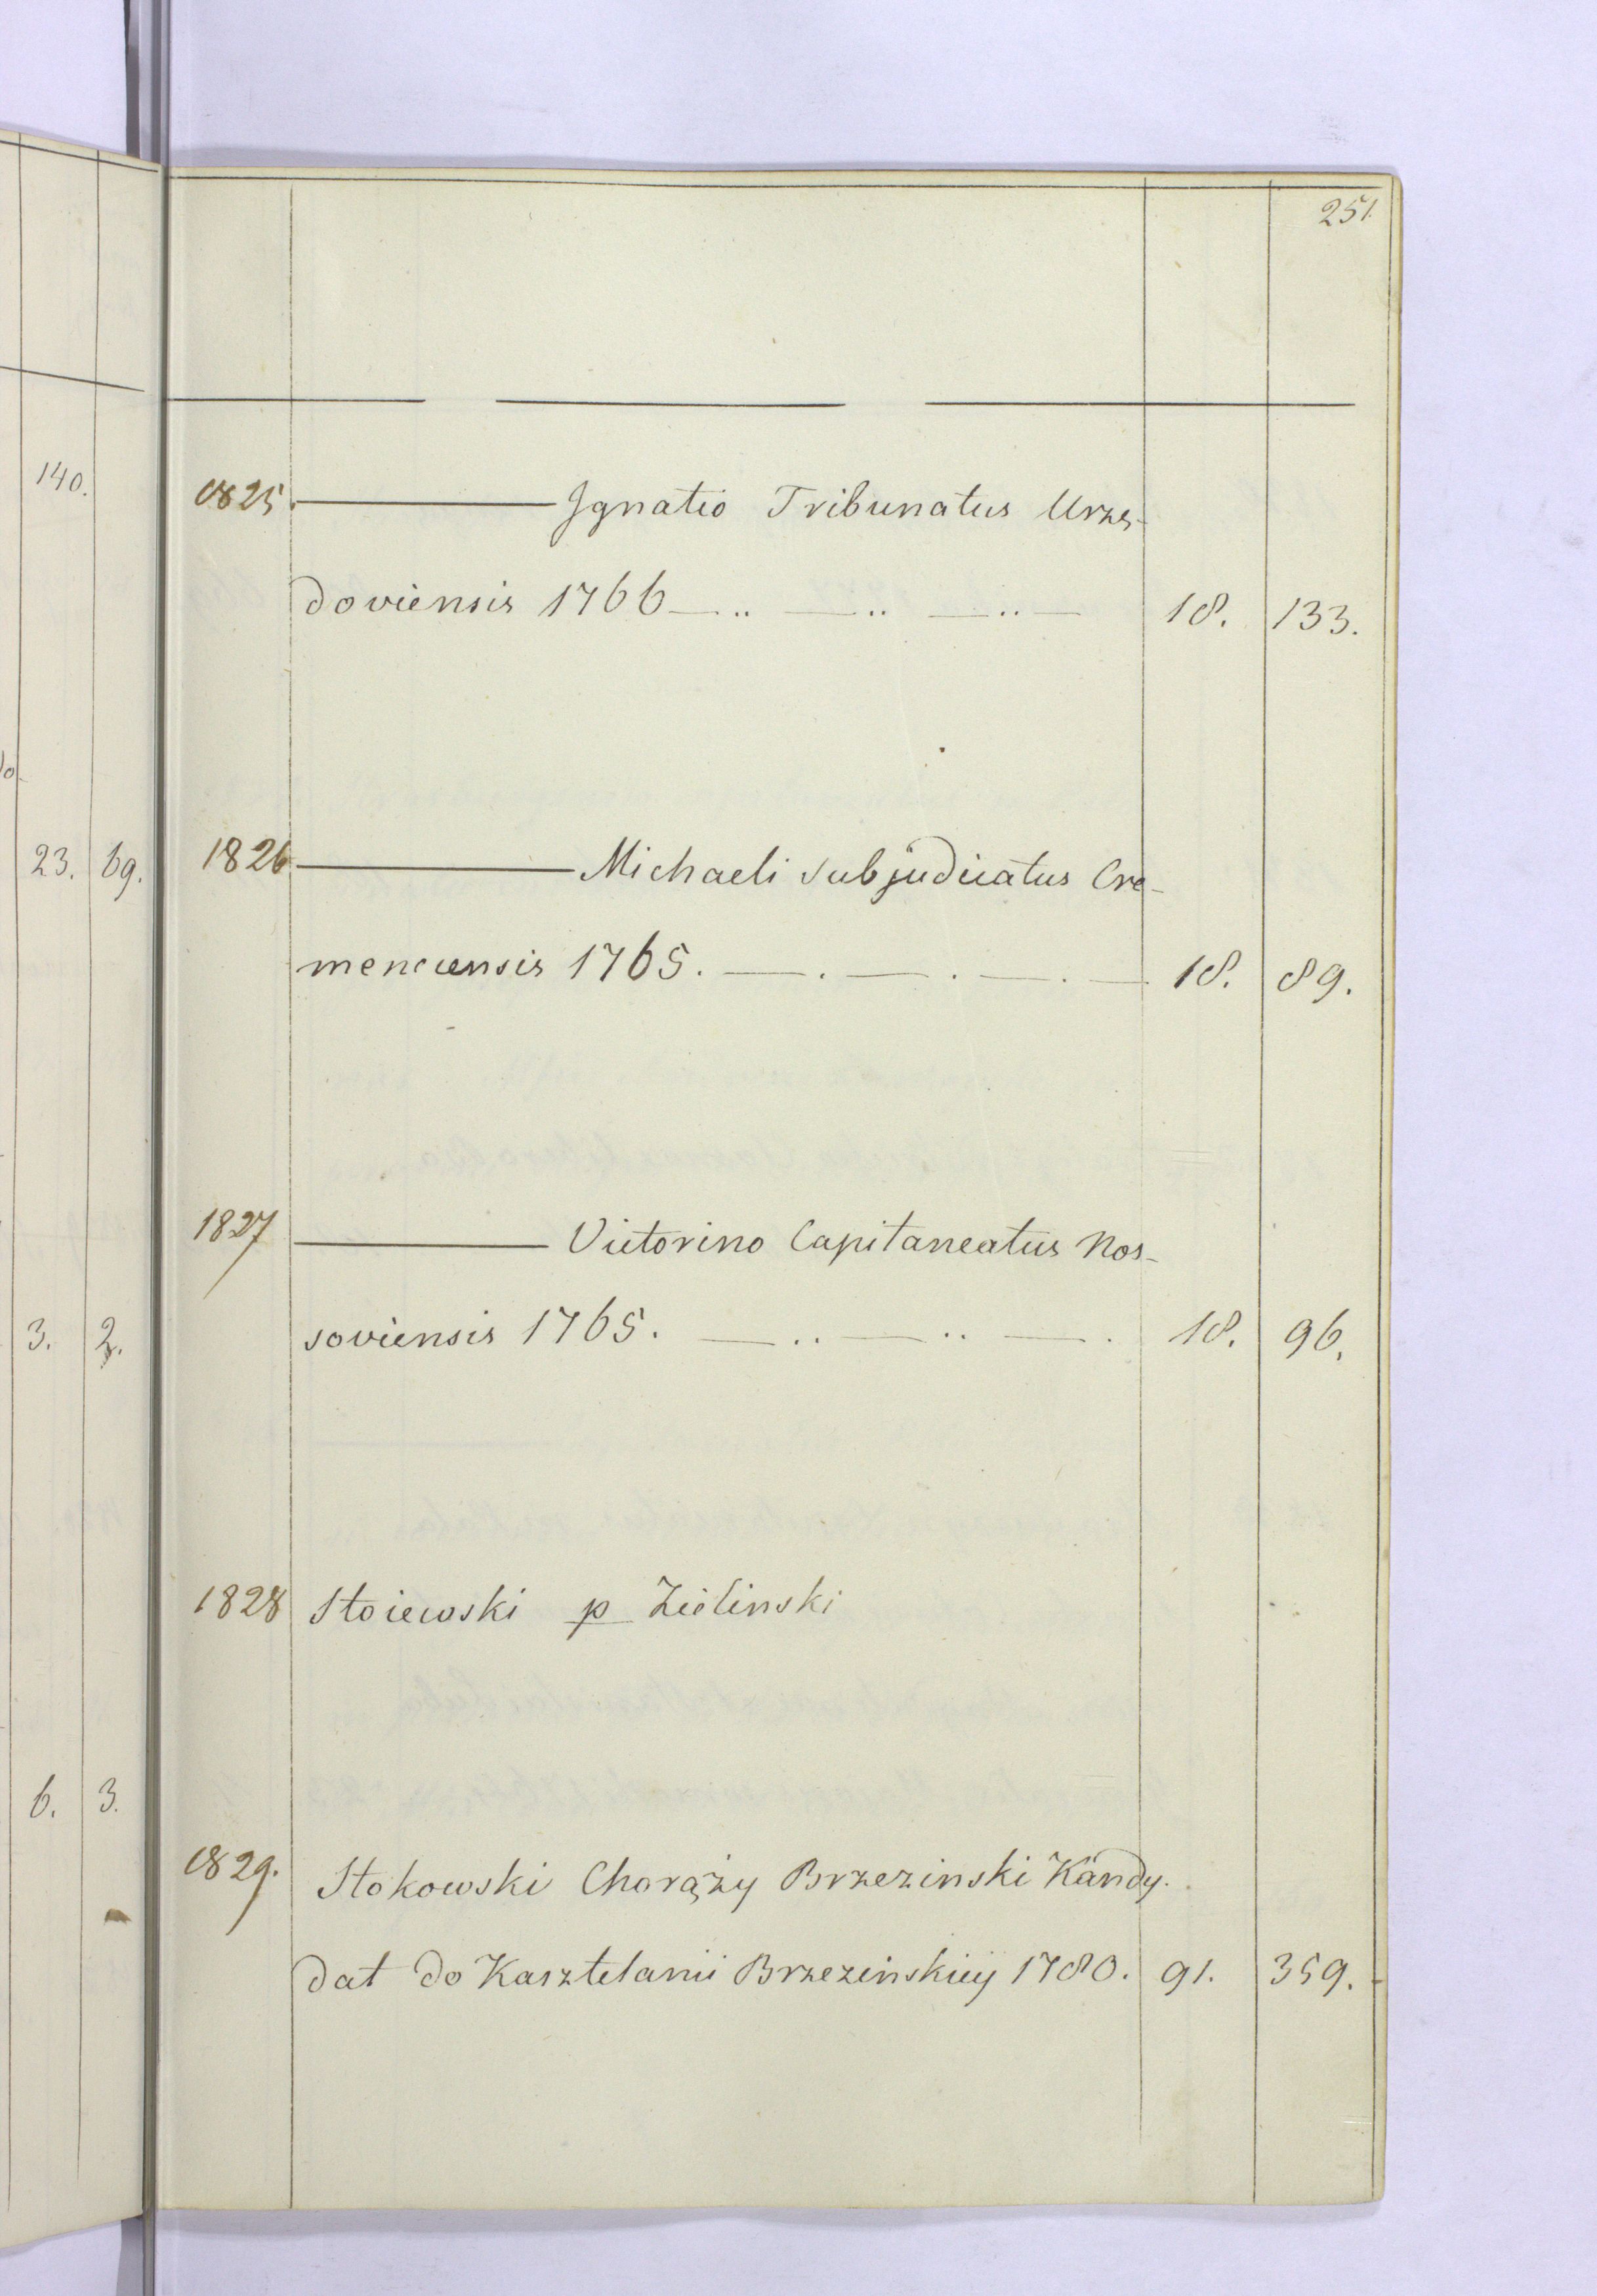 251.
140.
1825. Ignatio Tribunatus Urzę-
doviensis 1766 18. 133.
23. 69. 1826 Michaeli subjudicatus Cre-
menecensis 1765. 18. 89.
1827 Victorino Capitaneatus Nos-
3. 2. soviensis 1765. 18. 96.
1828 Stoiewski p Zielinski
6. 3.
1829. Stokowski Chorąży Brzezinski Kandy.
dat do Kasztelanii Brzezinskiey 1780. 91. 359.